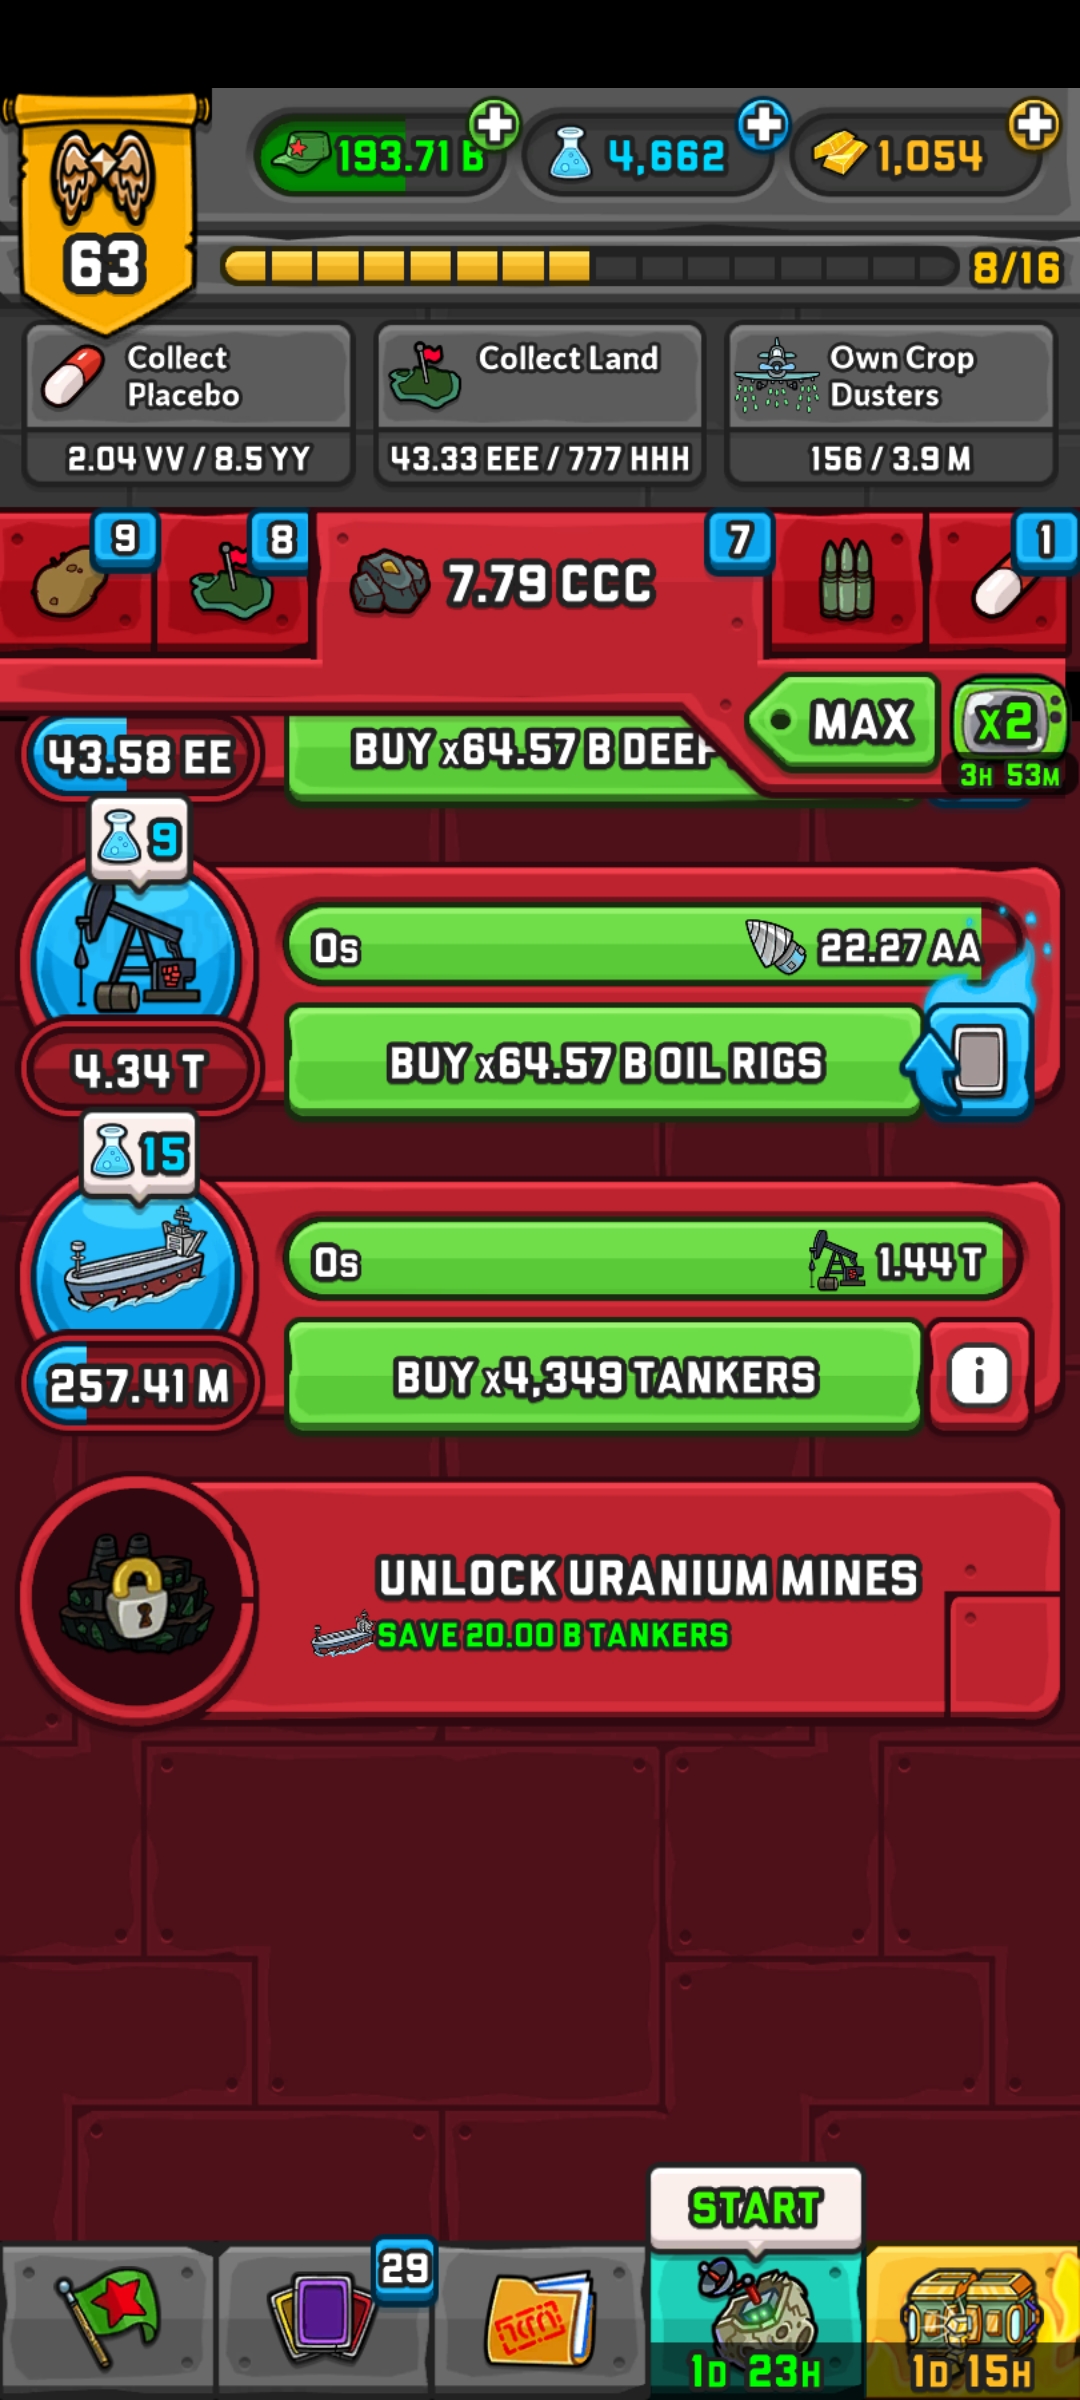 193.71 B
4,662
1,054
63
8/16
Collect
Placebo
2.04 VV / 8.5 YY
Collect Land
43.33 EEE / 777 HHH
Own Crop
Dusters
156 / 3.9 M
9
8
7.79 CCC
7
1
MAX
x2
3H 53M
43.58 EE
BUY x64.57 B DEEP
9
0s
22.27 AA
4.34 T
BUY x64.57 B OIL RIGS
15
0s
1.44 T
257.41 M
BUY x4,349 TANKERS
i
UNLOCK URANIUM MINES
SAVE 20.00 B TANKERS
START
29
1D 23H
1D 15H